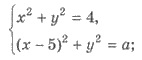 x² + y² = 4,
(x − 5)² + y² = a;